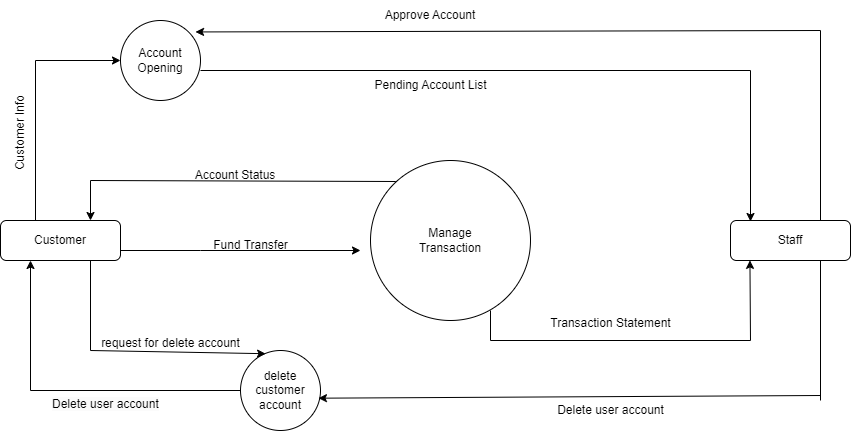 Approve Account
Account
Opening
Pending Account List
Customer Info
Account Status
Manage
Transaction
Customer
Fund Transfer
Staff
Transaction Statement
request for delete account
delete
customer
account
Delete user account
Delete user account